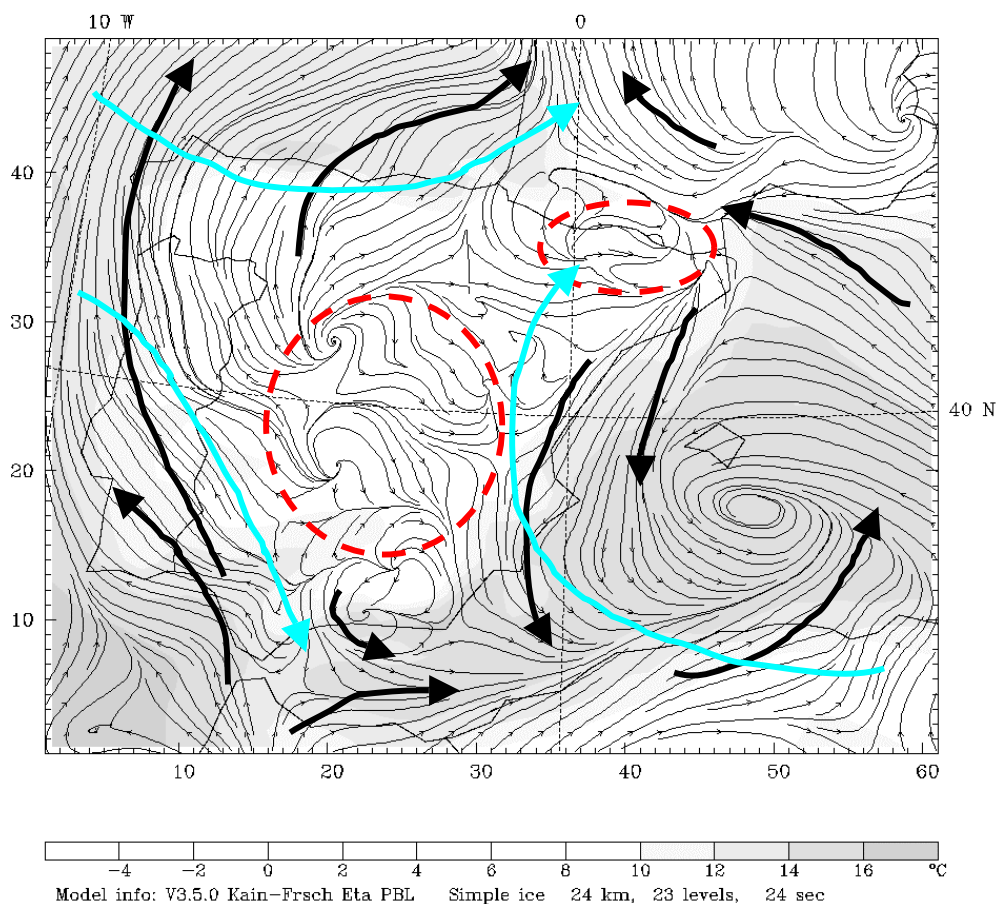 10 W 0
40
30
40 N
20
10
10 20 30 40 50 60
-4 -2 0 2 4 6 8 10 12 14 16 °C
Model info: V3.5.0 Kain-Frsch Eta PBL Simple ice 24 km, 23 levels, 24 sec